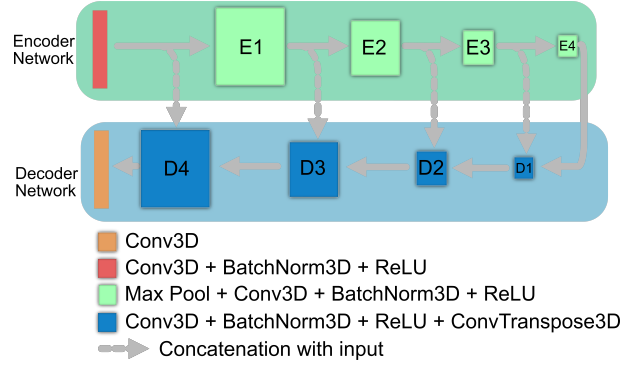 Encoder
Network
E1
E2
E3
E4
Decoder
Network
D4
D3
D2
D1
Conv3D
Conv3D + BatchNorm3D + ReLU
Max Pool + Conv3D + BatchNorm3D + ReLU
Conv3D + BatchNorm3D + ReLU + ConvTranspose3D
Concatenation with input